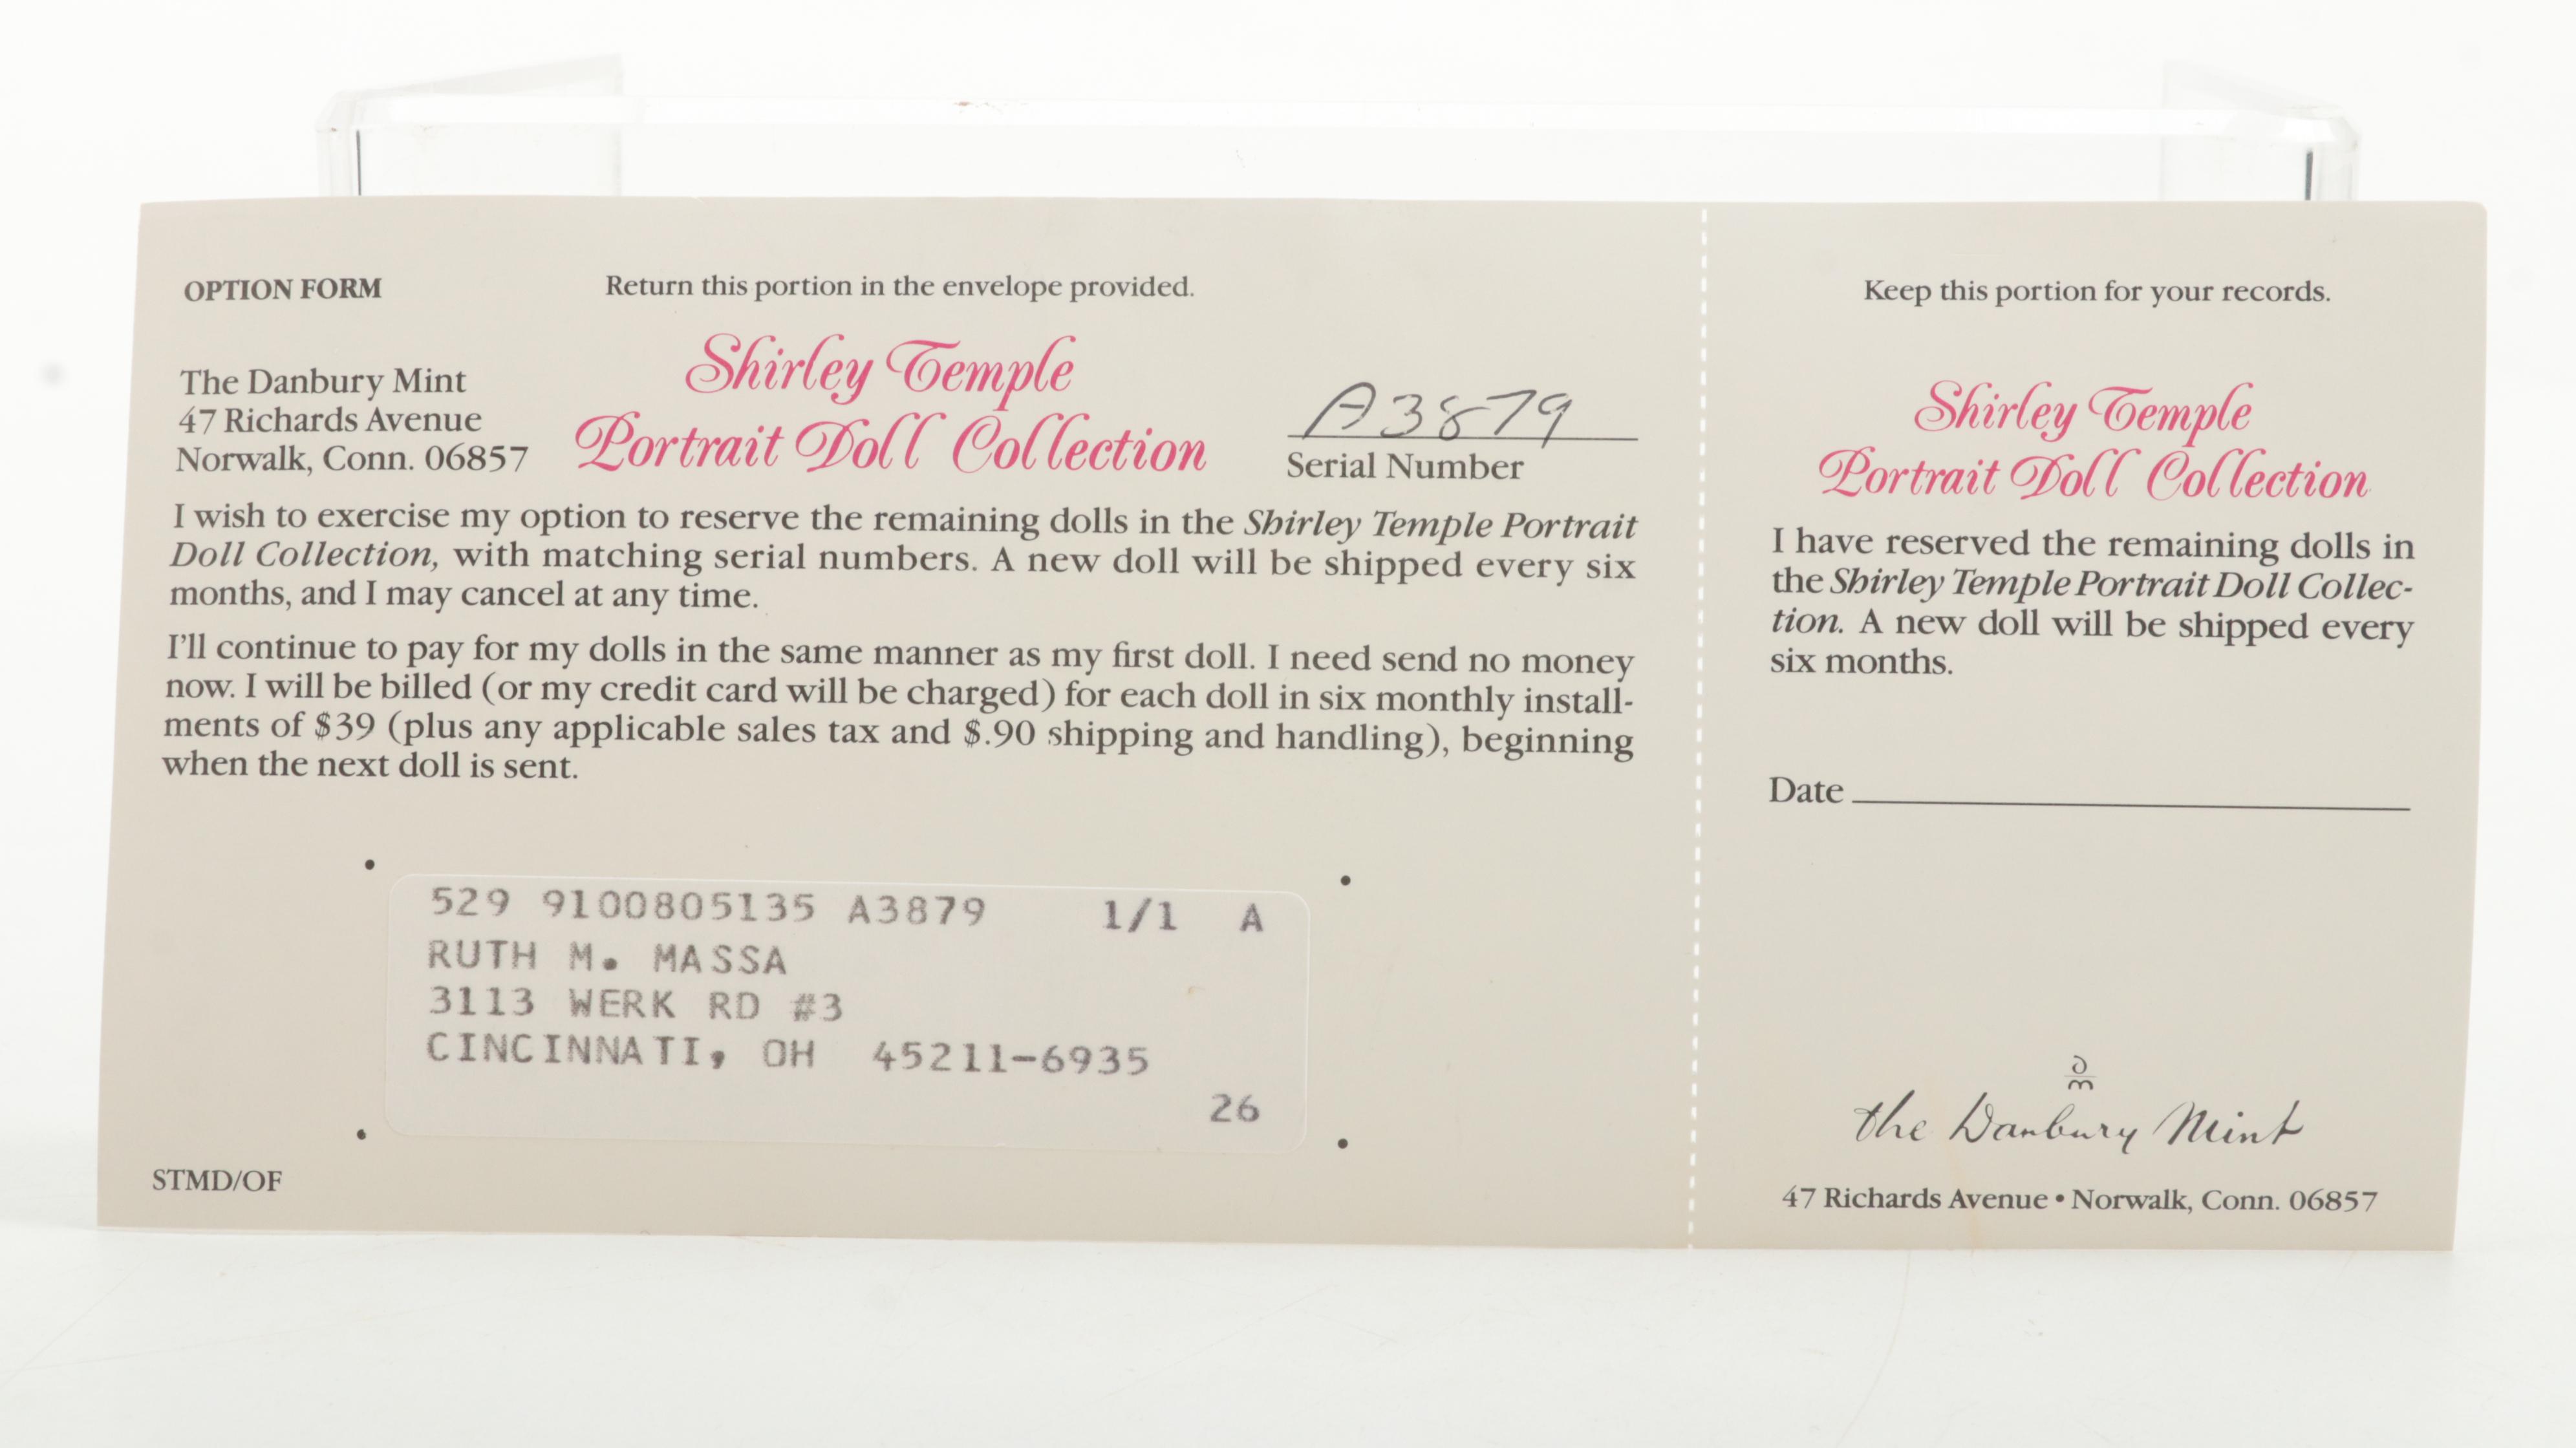 OPTION FORM
Return this portion in the envelope provided.
The Danbury Mint
47 Richards Avenue
Norwalk, Conn. 06857
Shirley Temple
Portrait Doll Collection
A3879
Serial Number
I wish to exercise my option to reserve the remaining dolls in the Shirley Temple Portrait
Doll Collection, with matching serial numbers. A new doll will be shipped every six
months, and I may cancel at any time.
I'll continue to pay for my dolls in the same manner as my first doll. I need send no money
now. I will be billed (or my credit card will be charged) for each doll in six monthly install-
ments of $39 (plus any applicable sales tax and $.90 shipping and handling), beginning
when the next doll is sent.
529 9100805135 A3879 1/1 A
RUTH M. MASSA
3113 WERK RD #3
CINCINNATI, OH 45211-6935
26
STMD/OF
Keep this portion for your records.
Shirley Temple
Portrait Doll Collection
I have reserved the remaining dolls in
the Shirley Temple Portrait Doll Collec-
tion. A new doll will be shipped every
six months.
Date
dm
the Danbury Mint
47 Richards Avenue • Norwalk, Conn. 06857